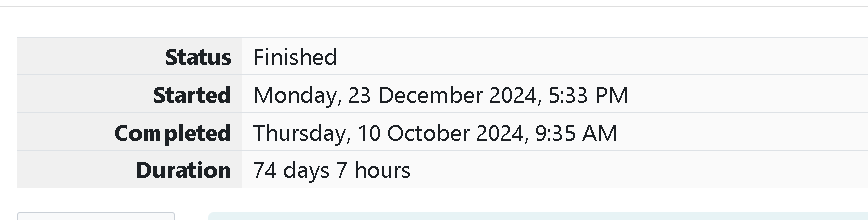 Status Finished
Started Monday, 23 December 2024, 5:33 PM
Completed Thursday, 10 October 2024, 9:35 AM
Duration 74 days 7 hours